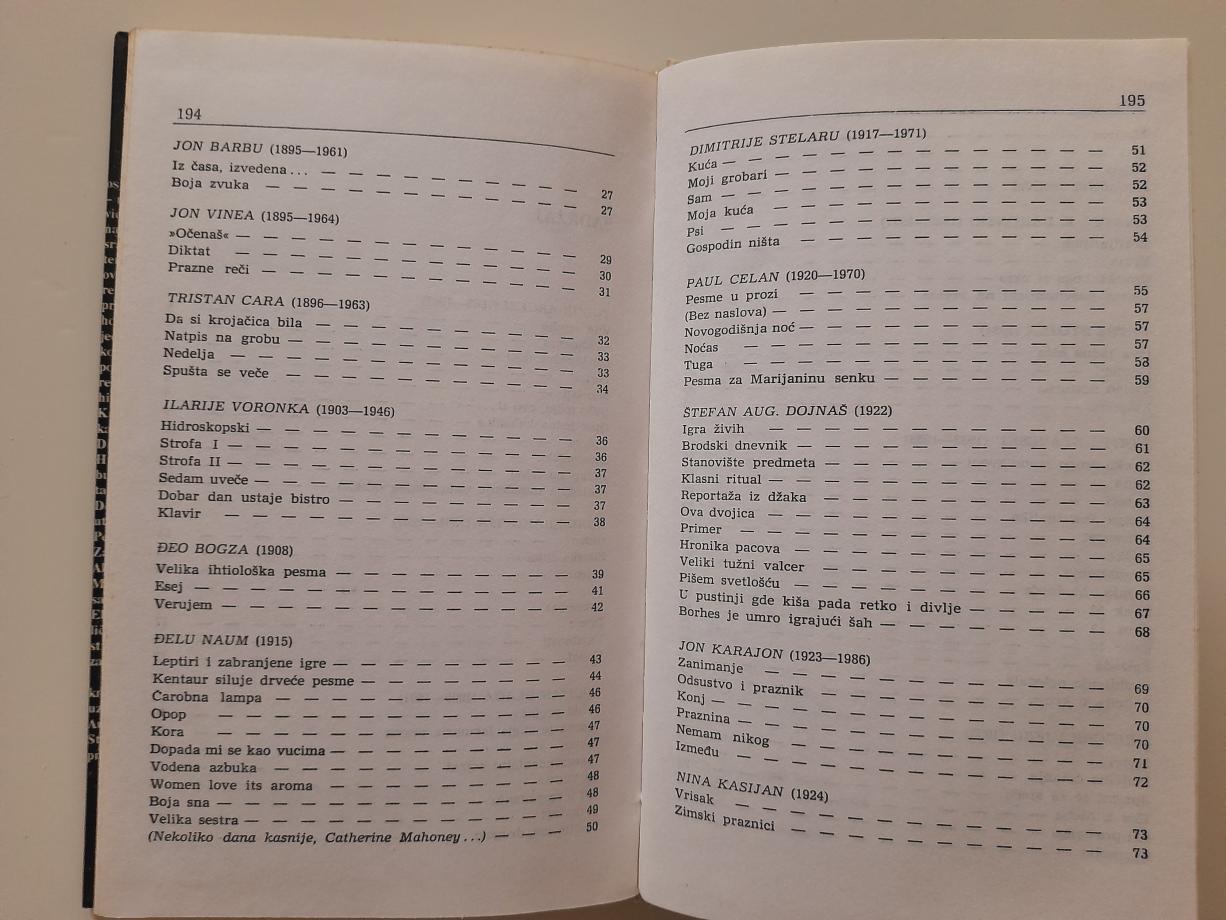 194
JON BARBU (1895—1961)
Iz časa, izvedena... — — — — — — — — — 27
Boja zvuka — — — — — — — — — — — 27
JON VINEA (1895—1964)
»Očenaš« — — — — — — — — — — — — 29
Diktat — — — — — — — — — — — — 30
Prazne reči — — — — — — — — — — — 31
TRISTAN CARA (1896—1963)
Da si krojačica bila — — — — — — — — — 32
Natpis na grobu — — — — — — — — — — 33
Nedelja — — — — — — — — — — — — 33
Spušta se veče — — — — — — — — — — 34
ILARIJE VORONKA (1903—1946)
Hidroskopski — — — — — — — — — — — 36
Strofa I — — — — — — — — — — — — 36
Strofa II — — — — — — — — — — — — 37
Sedam uveče — — — — — — — — — — — 37
Dobar dan ustaje bistro — — — — — — — — 37
Klavir — — — — — — — — — — — — 38
ĐEO BOGZA (1908)
Velika ihtiološka pesma — — — — — — — — 39
Esej — — — — — — — — — — — — — 41
Verujem — — — — — — — — — — — — 42
ĐELU NAUM (1915)
Leptiri i zabranjene igre — — — — — — — — 43
Kentaur siluje drveće pesme — — — — — — — 44
Čarobna lampa — — — — — — — — — — 46
Opop — — — — — — — — — — — — 46
Kora — — — — — — — — — — — — 47
Dopada mi se kao vucima — — — — — — — — 47
Vodena azbuka — — — — — — — — — — 47
Women love its aroma — — — — — — — — 48
Boja sna — — — — — — — — — — — — 48
Velika sestra — — — — — — — — — — — 49
(Nekoliko dana kasnije, Catherine Mahoney...) — — — 50
195
DIMITRIJE STELARU (1917—1971)
Kuća — — — — — — — — — — — — — 51
Moji grobari — — — — — — — — — — — 52
Sam — — — — — — — — — — — — — 52
Moja kuća — — — — — — — — — — — 53
Psi — — — — — — — — — — — — — 53
Gospodin ništa — — — — — — — — — — 54
PAUL CELAN (1920—1970)
Pesme u prozi — — — — — — — — — — 55
(Bez naslova) — — — — — — — — — — — 57
Novogodišnja noć — — — — — — — — — — 57
Noćas — — — — — — — — — — — — 57
Tuga — — — — — — — — — — — — 58
Pesma za Marijaninu senku — — — — — — — 59
ŠTEFAN AUG. DOJNAŠ (1922)
Igra živih — — — — — — — — — — — 60
Brodski dnevnik — — — — — — — — — — 61
Stanovište predmeta — — — — — — — — — 62
Klasni ritual — — — — — — — — — — — 62
Reportaža iz džaka — — — — — — — — — 63
Ova dvojica — — — — — — — — — — — 64
Primer — — — — — — — — — — — — 64
Hronika pacova — — — — — — — — — — 65
Veliki tužni valcer — — — — — — — — — 65
Pišem svetlošću — — — — — — — — — — 66
U pustinji gde kiša pada retko i divlje — — — — — 67
Borhes je umro igrajući šah — — — — — — — 68
JON KARAJON (1923—1986)
Zanimanje — — — — — — — — — — — 69
Odsustvo i praznik — — — — — — — — — 70
Konj — — — — — — — — — — — — — 70
Praznina — — — — — — — — — — — — 70
Nemam nikog — — — — — — — — — — 71
Između — — — — — — — — — — — — 72
NINA KASIJAN (1924)
Vrisak — — — — — — — — — — — — 73
Zimski praznici — — — — — — — — — — 73